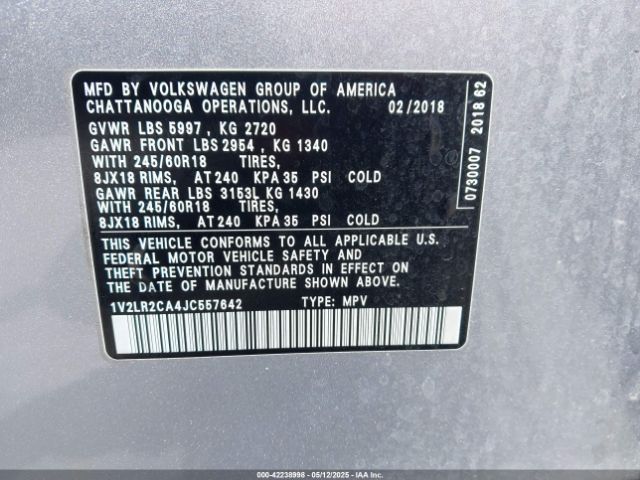 MFD BY VOLKSWAGEN GROUP OF AMERICA
CHATTANOOGA OPERATIONS, LLC. 02/2018
GVWR LBS 5997 , KG 2720
GAWR FRONT LBS 2954 , KG 1340
WITH 245/60R18 TIRES,
8JX18 RIMS, AT 240 KPA 35 PSI COLD
GAWR REAR LBS 3153L KG 1430
WITH 245/60R18 TIRES,
8JX18 RIMS, AT 240 KPA 35 PSI COLD
THIS VEHICLE CONFORMS TO ALL APPLICABLE U.S.
FEDERAL MOTOR VEHICLE SAFETY AND
THEFT PREVENTION STANDARDS IN EFFECT ON
THE DATE OF MANUFACTURE SHOWN ABOVE.
1V2LR2CA4JC557642 TYPE: MPV
0730007 2018 62
000-42238998 - 05/12/2025 - IAA Inc.